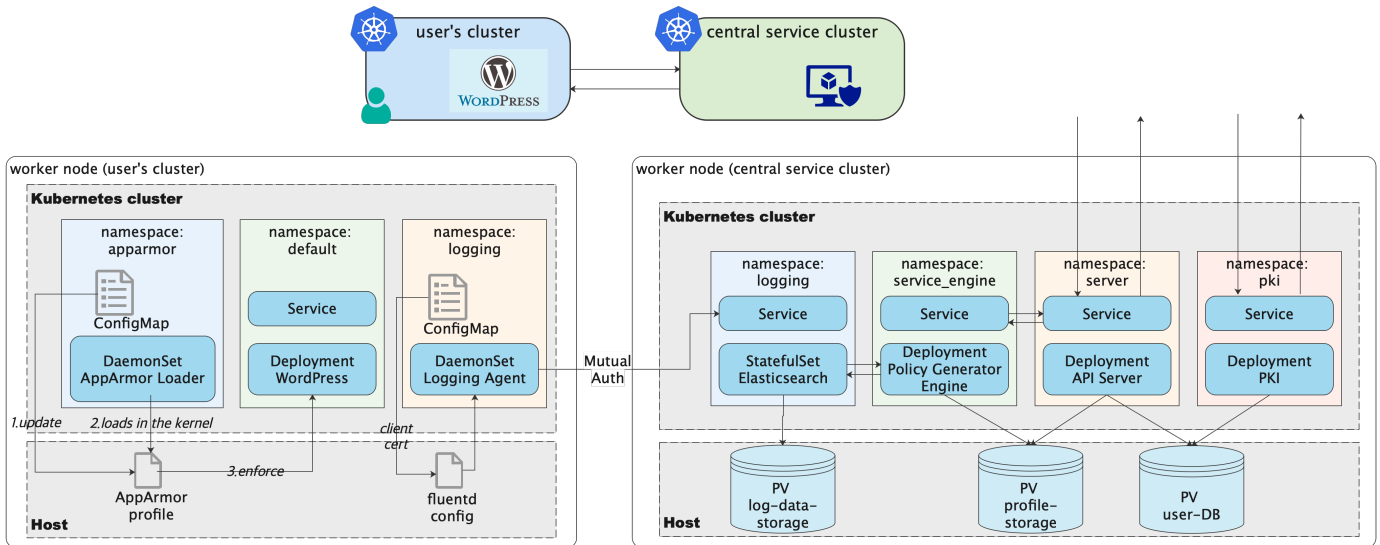 user's cluster
WORDPRESS
central service cluster
worker node (user's cluster)
Kubernetes cluster
namespace:
apparmor
ConfigMap
DaemonSet
AppArmor Loader
namespace:
default
Service
Deployment
WordPress
namespace:
logging
ConfigMap
DaemonSet
Logging Agent
1.update
2.loads in the kernel
3.enforce
client
cert
AppArmor
profile
fluentd
config
Host
Mutual
Auth
worker node (central service cluster)
Kubernetes cluster
namespace:
logging
Service
StatefulSet
Elasticsearch
namespace:
service_engine
Service
Deployment
Policy Generator
Engine
namespace:
server
Service
Deployment
API Server
namespace:
pki
Service
Deployment
PKI
PV
log-data-
storage
PV
profile-
storage
PV
user-DB
Host